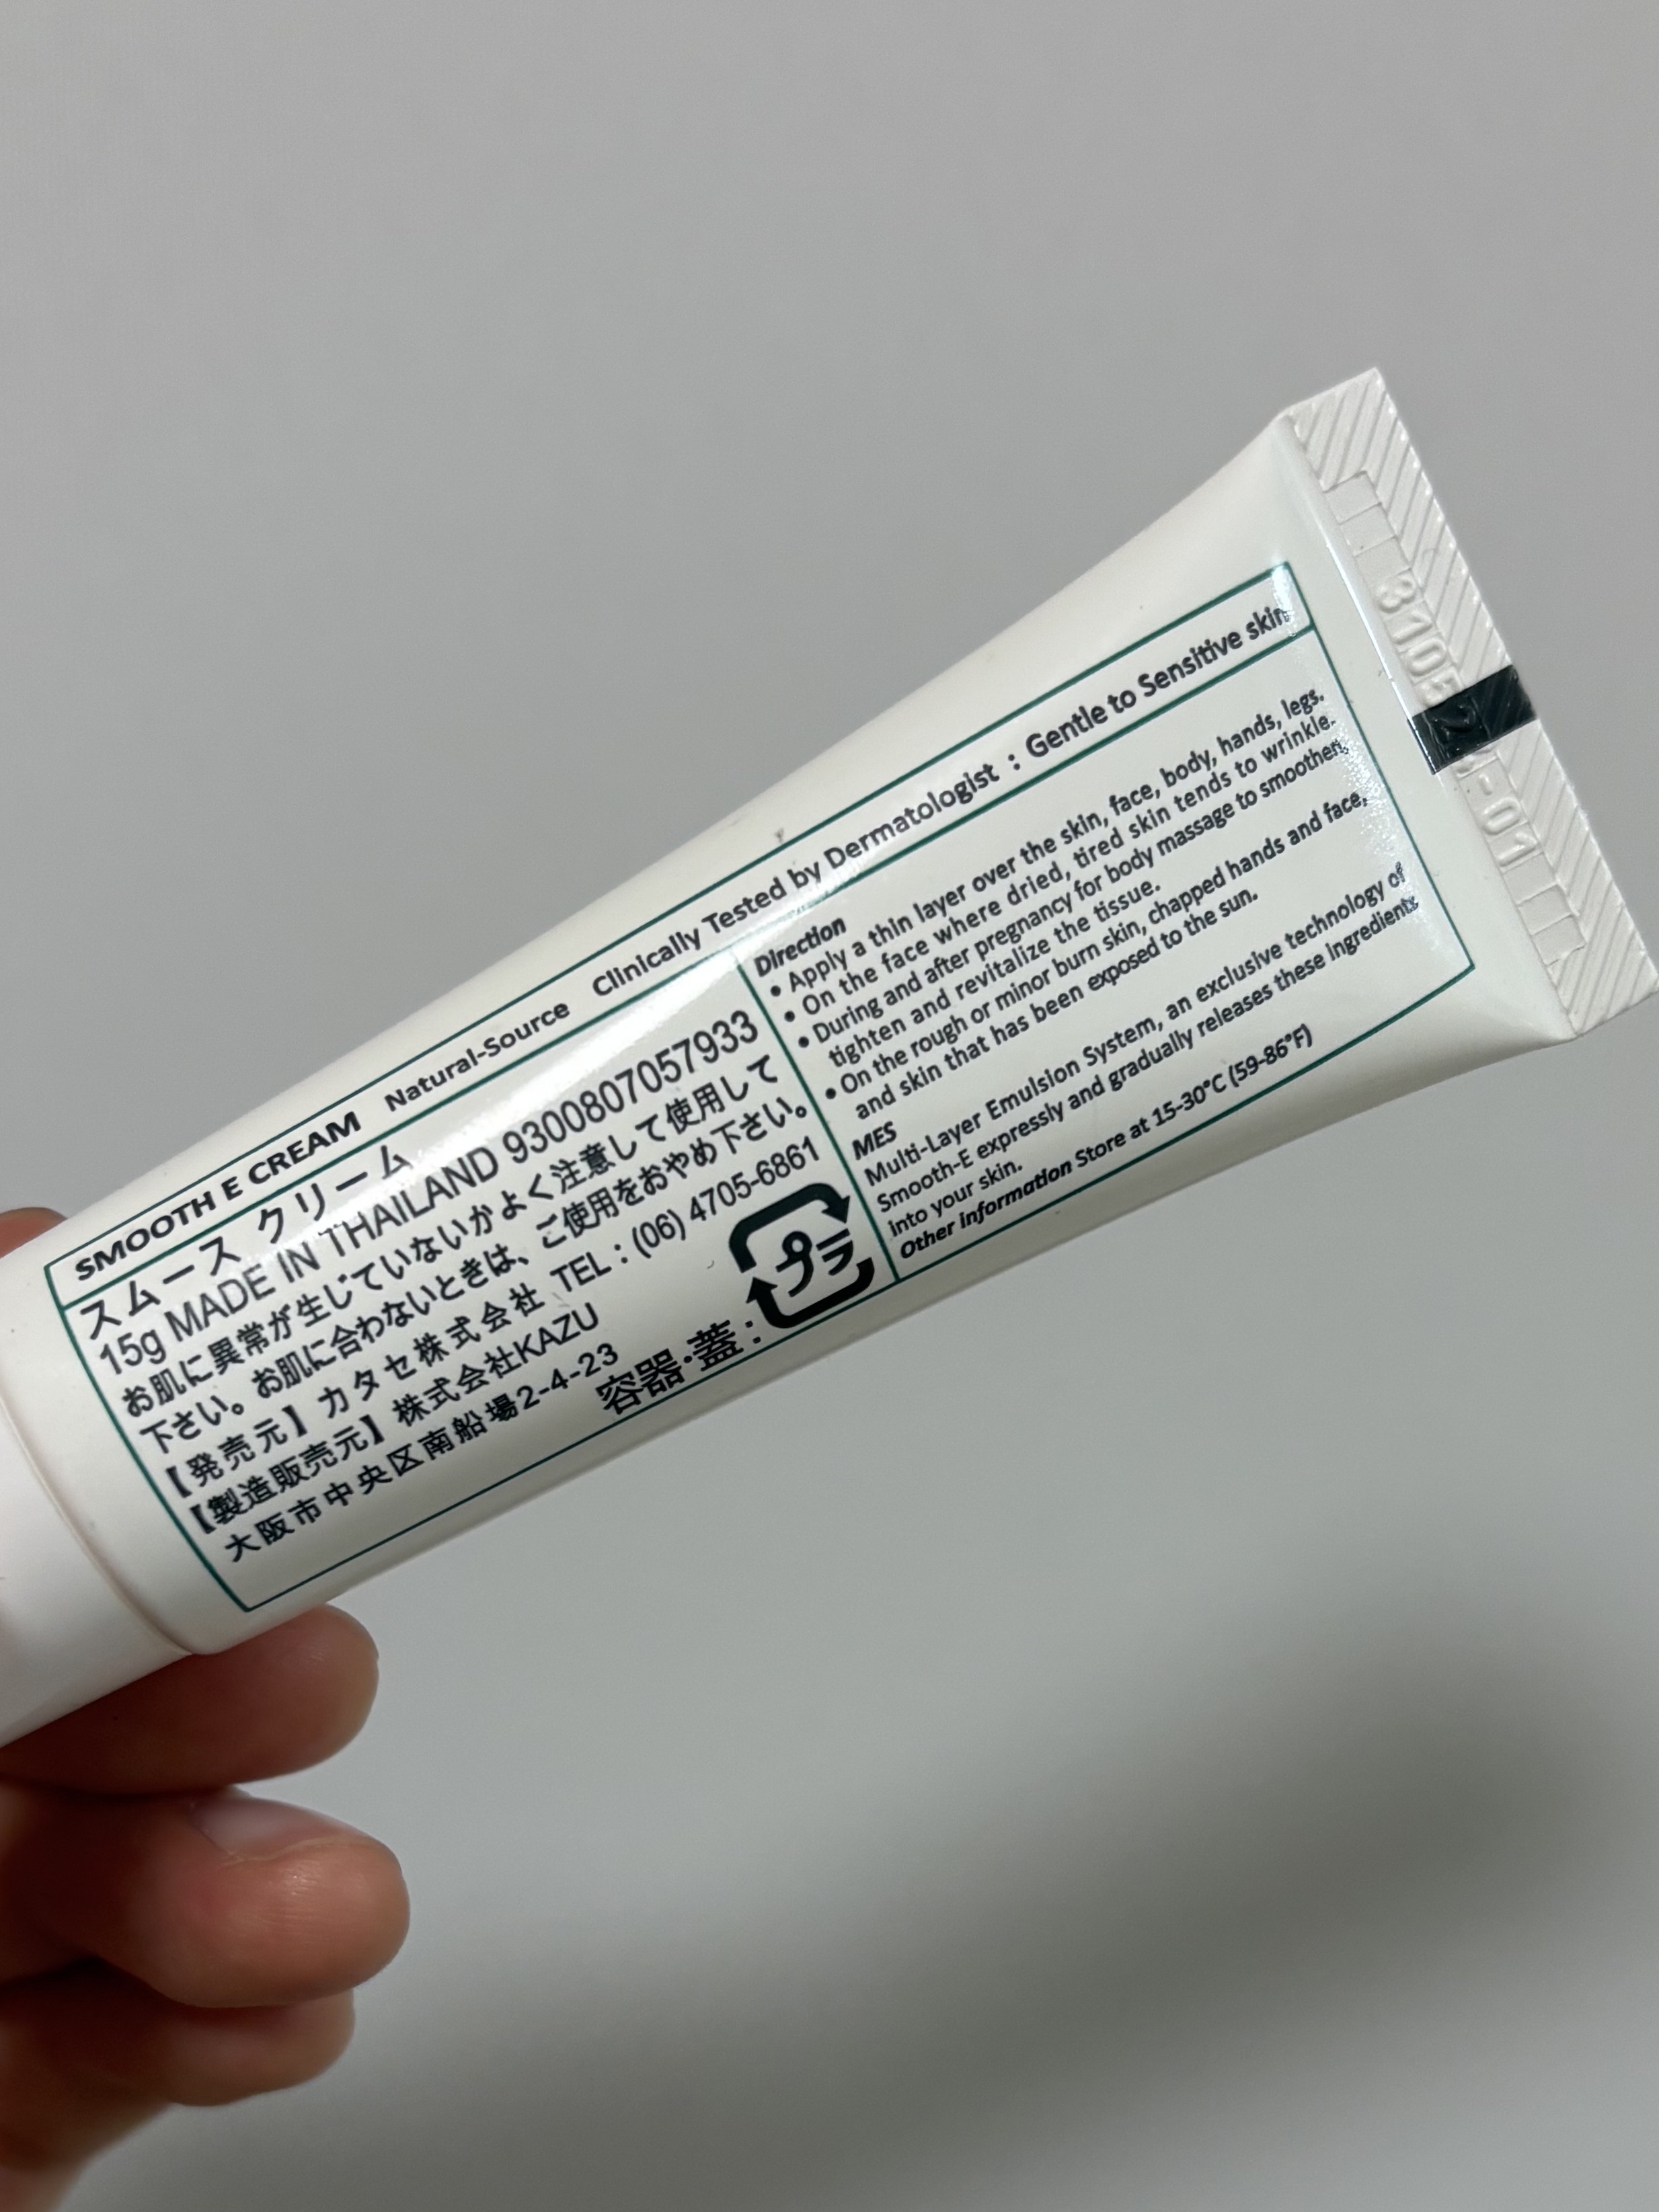 SMOOTH E CREAM Natural-Source Clinically Tested by Dermatologist : Gentle to Sensitive skin
スムース クリーム
15g MADE IN THAILAND 9300807057933
お肌に異常が生じていないかよく注意して使用して
下さい。お肌に合わないときは、ご使用をおやめ下さい。
【発売元】カタセ株式会社 TEL : (06) 4705-6861
【製造販売元】株式会社KAZU
大阪市中央区南船場2-4-23
容器・蓋 : プラ
Direction
• Apply a thin layer over the skin, face, body, hands, legs.
• On the face where dried, tired skin tends to wrinkle.
• During and after pregnancy for body massage to smoothen,
tighten and revitalize the tissue.
• On the rough or minor burn skin, chapped hands and face,
and skin that has been exposed to the sun.
MES
Multi-Layer Emulsion System, an exclusive technology of
Smooth-E expressly and gradually releases these ingredients
into your skin.
Other information Store at 15-30°C (59-86°F)